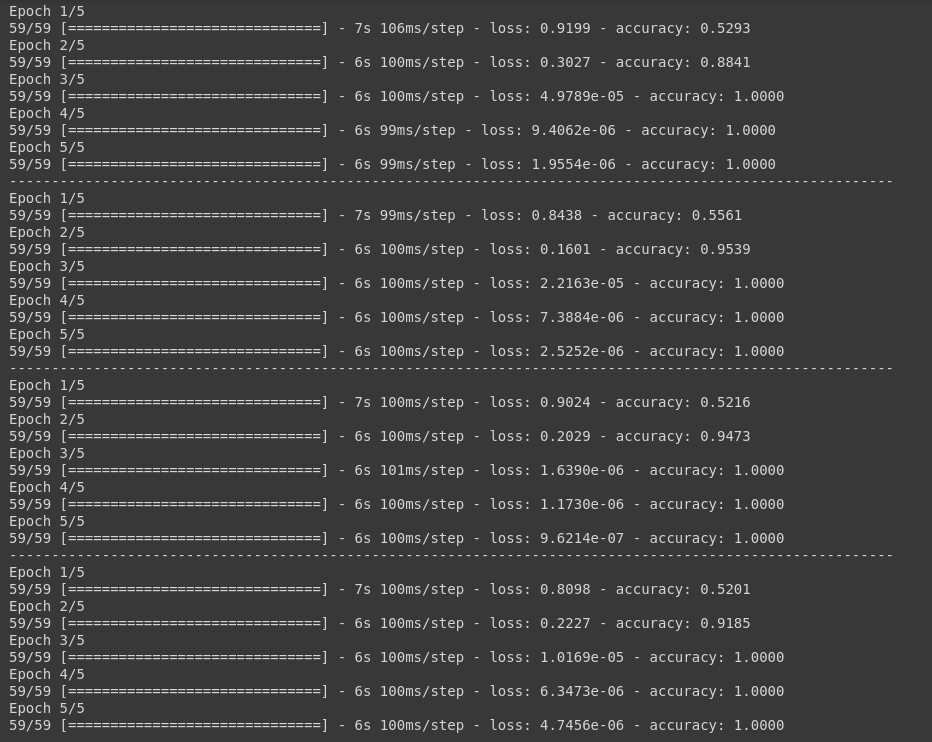 Epoch 1/5
59/59 [==============================] - 7s 106ms/step - loss: 0.9199 - accuracy: 0.5293
Epoch 2/5
59/59 [==============================] - 6s 100ms/step - loss: 0.3027 - accuracy: 0.8841
Epoch 3/5
59/59 [==============================] - 6s 100ms/step - loss: 4.9789e-05 - accuracy: 1.0000
Epoch 4/5
59/59 [==============================] - 6s 99ms/step - loss: 9.4062e-06 - accuracy: 1.0000
Epoch 5/5
59/59 [==============================] - 6s 99ms/step - loss: 1.9554e-06 - accuracy: 1.0000
---------------------------------------------------------------------------------------------------------
Epoch 1/5
59/59 [==============================] - 7s 99ms/step - loss: 0.8438 - accuracy: 0.5561
Epoch 2/5
59/59 [==============================] - 6s 100ms/step - loss: 0.1601 - accuracy: 0.9539
Epoch 3/5
59/59 [==============================] - 6s 100ms/step - loss: 2.2163e-05 - accuracy: 1.0000
Epoch 4/5
59/59 [==============================] - 6s 100ms/step - loss: 7.3884e-06 - accuracy: 1.0000
Epoch 5/5
59/59 [==============================] - 6s 100ms/step - loss: 2.5252e-06 - accuracy: 1.0000
---------------------------------------------------------------------------------------------------------
Epoch 1/5
59/59 [==============================] - 7s 100ms/step - loss: 0.9024 - accuracy: 0.5216
Epoch 2/5
59/59 [==============================] - 6s 100ms/step - loss: 0.2029 - accuracy: 0.9473
Epoch 3/5
59/59 [==============================] - 6s 101ms/step - loss: 1.6390e-06 - accuracy: 1.0000
Epoch 4/5
59/59 [==============================] - 6s 100ms/step - loss: 1.1730e-06 - accuracy: 1.0000
Epoch 5/5
59/59 [==============================] - 6s 100ms/step - loss: 9.6214e-07 - accuracy: 1.0000
---------------------------------------------------------------------------------------------------------
Epoch 1/5
59/59 [==============================] - 7s 100ms/step - loss: 0.8098 - accuracy: 0.5201
Epoch 2/5
59/59 [==============================] - 6s 100ms/step - loss: 0.2227 - accuracy: 0.9185
Epoch 3/5
59/59 [==============================] - 6s 100ms/step - loss: 1.0169e-05 - accuracy: 1.0000
Epoch 4/5
59/59 [==============================] - 6s 100ms/step - loss: 6.3473e-06 - accuracy: 1.0000
Epoch 5/5
59/59 [==============================] - 6s 100ms/step - loss: 4.7456e-06 - accuracy: 1.0000